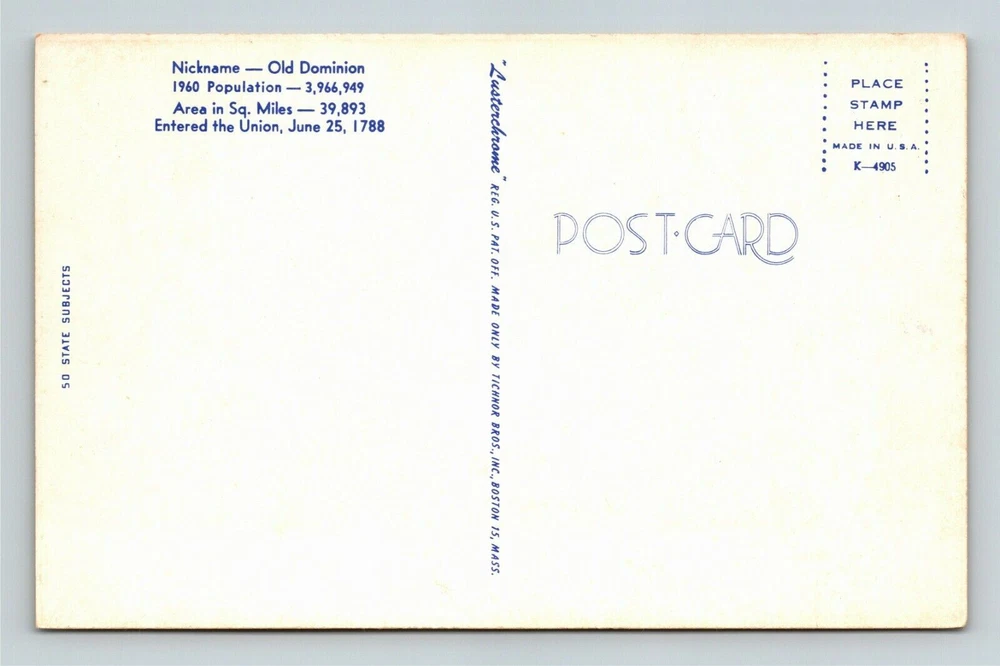 Nickname — Old Dominion
1960 Population — 3,966,949
Area in Sq. Miles — 39,893
Entered the Union, June 25, 1788
50 STATE SUBJECTS
"Lusterchrome" REG. U.S. PAT. OFF. MADE ONLY BY TICHNOR BROS., INC., BOSTON 15, MASS.
PLACE
STAMP
HERE
MADE IN U.S.A.
K—4905
POST·CARD